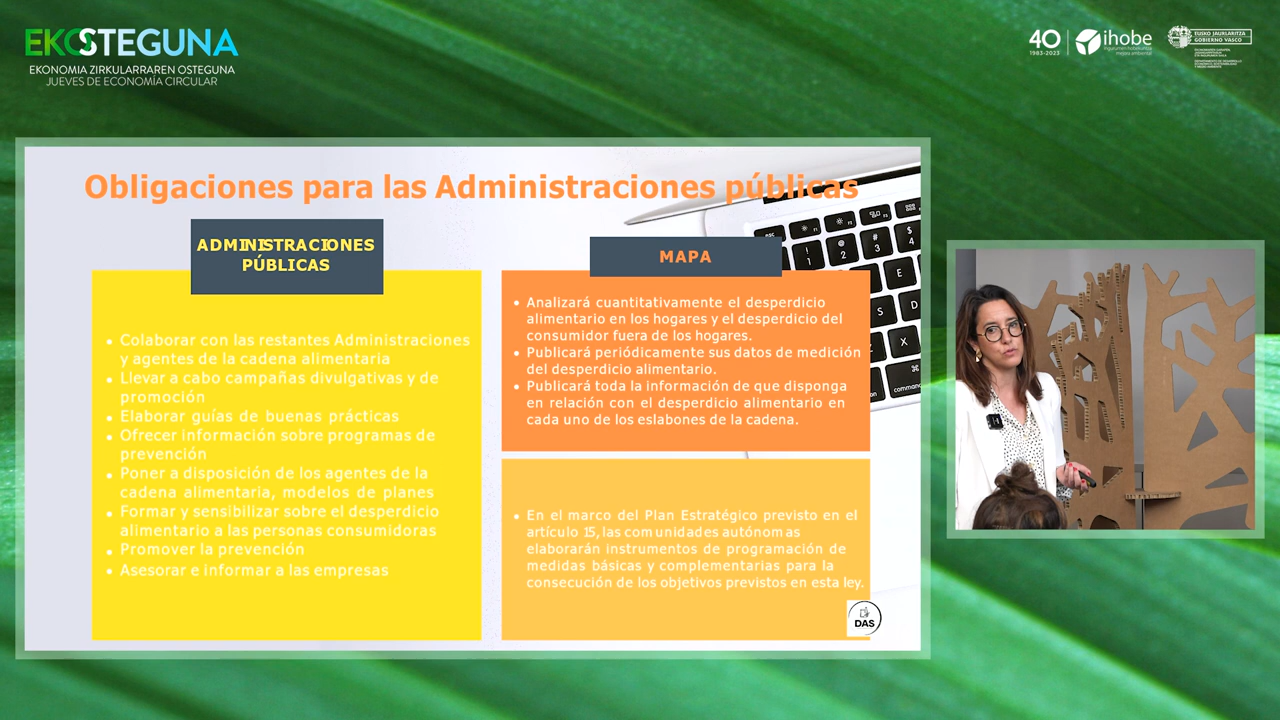 EKOSTEGUNA
EKONOMIA ZIRKULARRAREN OSTEGUNA
JUEVES DE ECONOMÍA CIRCULAR
40
1983-2023
ihobe
EUSKO JAURLARITZA
GOBIERNO VASCO
Obligaciones para las Administraciones públicas
ADMINISTRACIONES
PÚBLICAS
Colaborar con las restantes Administraciones
y agentes de la cadena alimentaria
Llevar a cabo campañas divulgativas y de
promoción
Elaborar guías de buenas prácticas
Ofrecer información sobre programas de
prevención
Poner a disposición de los agentes de la
cadena alimentaria, modelos de planes
Formar y sensibilizar sobre el desperdicio
alimentario a las personas consumidoras
Promover la prevención
Asesorar e informar a las empresas
MAPA
Analizará cuantitativamente el desperdicio
alimentario en los hogares y el desperdicio del
consumidor fuera de los hogares.
Publicará periódicamente sus datos de medición
del desperdicio alimentario.
Publicará toda la información de que disponga
en relación con el desperdicio alimentario en
cada uno de los eslabones de la cadena.
En el marco del Plan Estratégico previsto en el
artículo 15, las comunidades autónomas
elaborarán instrumentos de programación de
medidas básicas y complementarias para la
consecución de los objetivos previstos en esta ley.
DAS